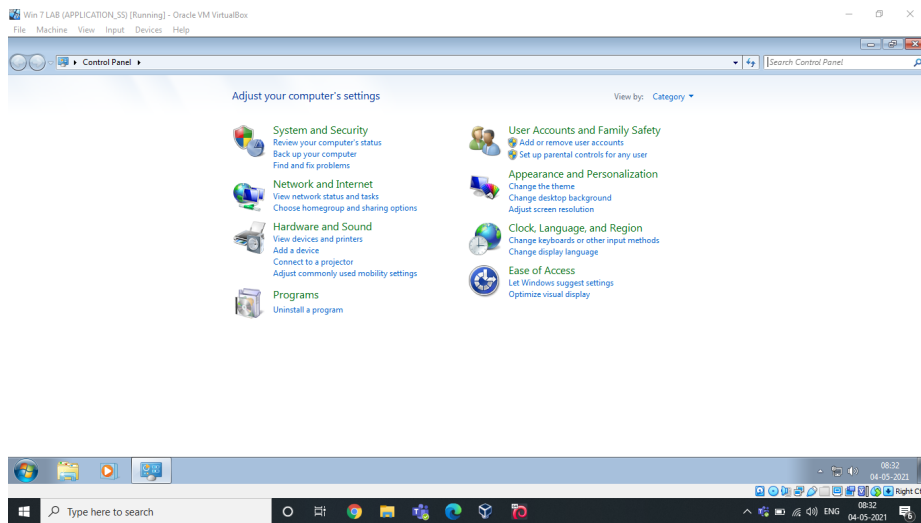 Win 7 LAB (APPLICATION_SS) [Running] - Oracle VM VirtualBox
File Machine View Input Devices Help
Control Panel
Search Control Panel
Adjust your computer's settings
View by: Category
System and Security
Review your computer's status
Back up your computer
Find and fix problems
Network and Internet
View network status and tasks
Choose homegroup and sharing options
Hardware and Sound
View devices and printers
Add a device
Connect to a projector
Adjust commonly used mobility settings
Programs
Uninstall a program
User Accounts and Family Safety
Add or remove user accounts
Set up parental controls for any user
Appearance and Personalization
Change the theme
Change desktop background
Adjust screen resolution
Clock, Language, and Region
Change keyboards or other input methods
Change display language
Ease of Access
Let Windows suggest settings
Optimize visual display
08:32
04-05-2021
Right Ct
Type here to search
ENG
08:32
04-05-2021
6